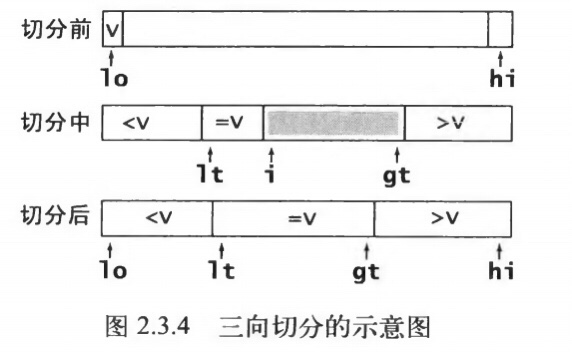 切分前 v
lo hi
切分中 <v =v >v
lt i gt
切分后 <v =v >v
lo lt gt hi
图 2.3.4 三向切分的示意图